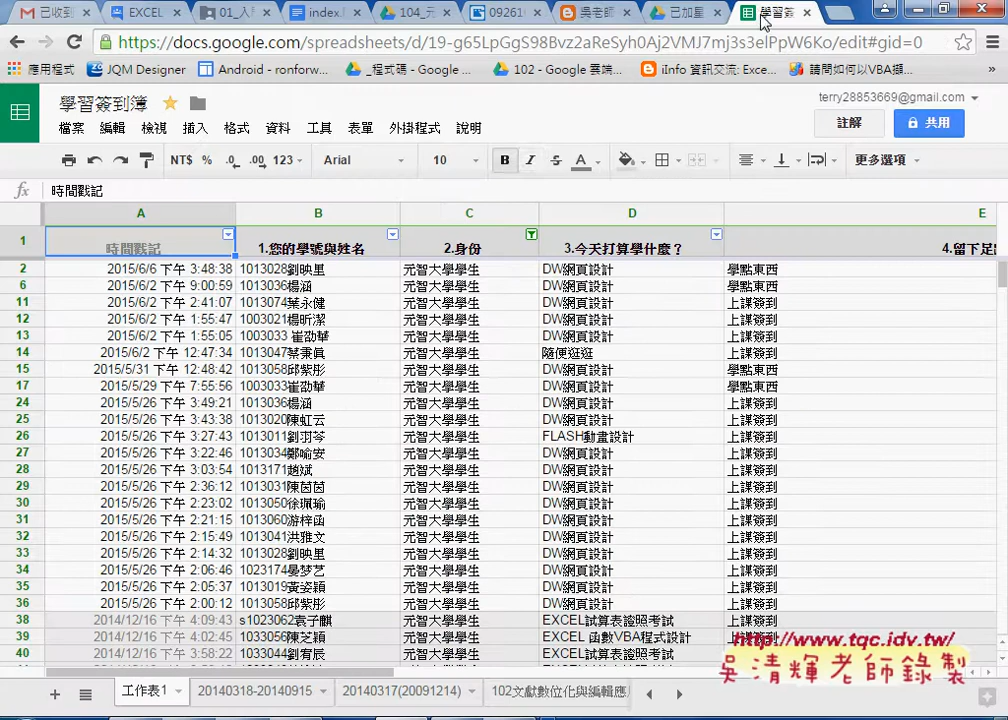 已收到 EXCEL 01_入 index. 104_元 09261 吳老師 已加星 學習簽
https://docs.google.com/spreadsheets/d/19-g65LpGgS98Bvz2aReSyh0Aj2VMJ7mj3s3elPpW6Ko/edit#gid=0
應用程式 JQM Designer Android - ronforw... _程式碼 - Google ... 102 - Google 雲端... iInfo 資訊交流: Exc... 請問如何以VBA擷... »
學習簽到簿 terry28853669@gmail.com
檔案 編輯 檢視 插入 格式 資料 工具 表單 外掛程式 說明 註解 共用
NT$ % .0 .00 123 Arial 10 B I S A 更多選項
fx 時間戳記
A B C D E
1 時間戳記 1.您的學號與姓名 2.身份 3.今天打算學什麼？ 4.留下足
2 2015/6/6 下午 3:48:38 1013028劉映里 元智大學學生 DW網頁設計 學點東西
6 2015/6/2 下午 9:00:59 1013036楊涵 元智大學學生 DW網頁設計 學點東西
11 2015/6/2 下午 2:41:07 1013074葉永健 元智大學學生 DW網頁設計 上課簽到
12 2015/6/2 下午 1:55:47 1003021楊昕潔 元智大學學生 DW網頁設計 上課簽到
13 2015/6/2 下午 1:55:05 1003033 崔劭華 元智大學學生 DW網頁設計 上課簽到
14 2015/6/2 下午 12:47:34 1013047蔡秉眞 元智大學學生 隨便逛逛 上課簽到
15 2015/5/31 下午 12:48:42 1013058邱紫彤 元智大學學生 DW網頁設計 學點東西
17 2015/5/29 下午 7:55:56 1003033崔劭華 元智大學學生 DW網頁設計 學點東西
24 2015/5/26 下午 3:49:21 1013036楊涵 元智大學學生 DW網頁設計 上課簽到
25 2015/5/26 下午 3:43:38 1013020陳虹云 元智大學學生 DW網頁設計 上課簽到
26 2015/5/26 下午 3:27:43 1013011劉羽芩 元智大學學生 FLASH動畫設計 上課簽到
27 2015/5/26 下午 3:22:46 1013034鄭喻安 元智大學學生 DW網頁設計 上課簽到
28 2015/5/26 下午 3:03:54 1013171趙斌 元智大學學生 DW網頁設計 上課簽到
29 2015/5/26 下午 2:36:12 1013031陳茵茵 元智大學學生 DW網頁設計 上課簽到
30 2015/5/26 下午 2:23:02 1013050徐珮瑜 元智大學學生 DW網頁設計 上課簽到
31 2015/5/26 下午 2:21:15 1013060游梓函 元智大學學生 DW網頁設計 上課簽到
32 2015/5/26 下午 2:15:49 1013041洪雅文 元智大學學生 DW網頁設計 上課簽到
33 2015/5/26 下午 2:14:32 1013028劉映里 元智大學學生 DW網頁設計 上課簽到
34 2015/5/26 下午 2:06:46 1023174晏梦艺 元智大學學生 DW網頁設計 上課簽到
35 2015/5/26 下午 2:05:37 1013019黃姿穎 元智大學學生 DW網頁設計 上課簽到
36 2015/5/26 下午 2:00:12 1013058邱紫彤 元智大學學生 DW網頁設計 上課簽到
38 2014/12/16 下午 4:09:43 s1023062袁子麒 元智大學學生 EXCEL試算表證照考試 上課簽到
39 2014/12/16 下午 4:02:45 1033056陳芝穎 元智大學學生 EXCEL 函數VBA程式設計 上課簽到
40 2014/12/16 下午 3:58:22 1033044劉宥辰 元智大學學生 EXCEL試算表證照考試
http://www.tqc.idv.tw/
吳清輝老師錄製
工作表1 20140318-20140915 20140317(20091214) 102文獻數位化與編輯應